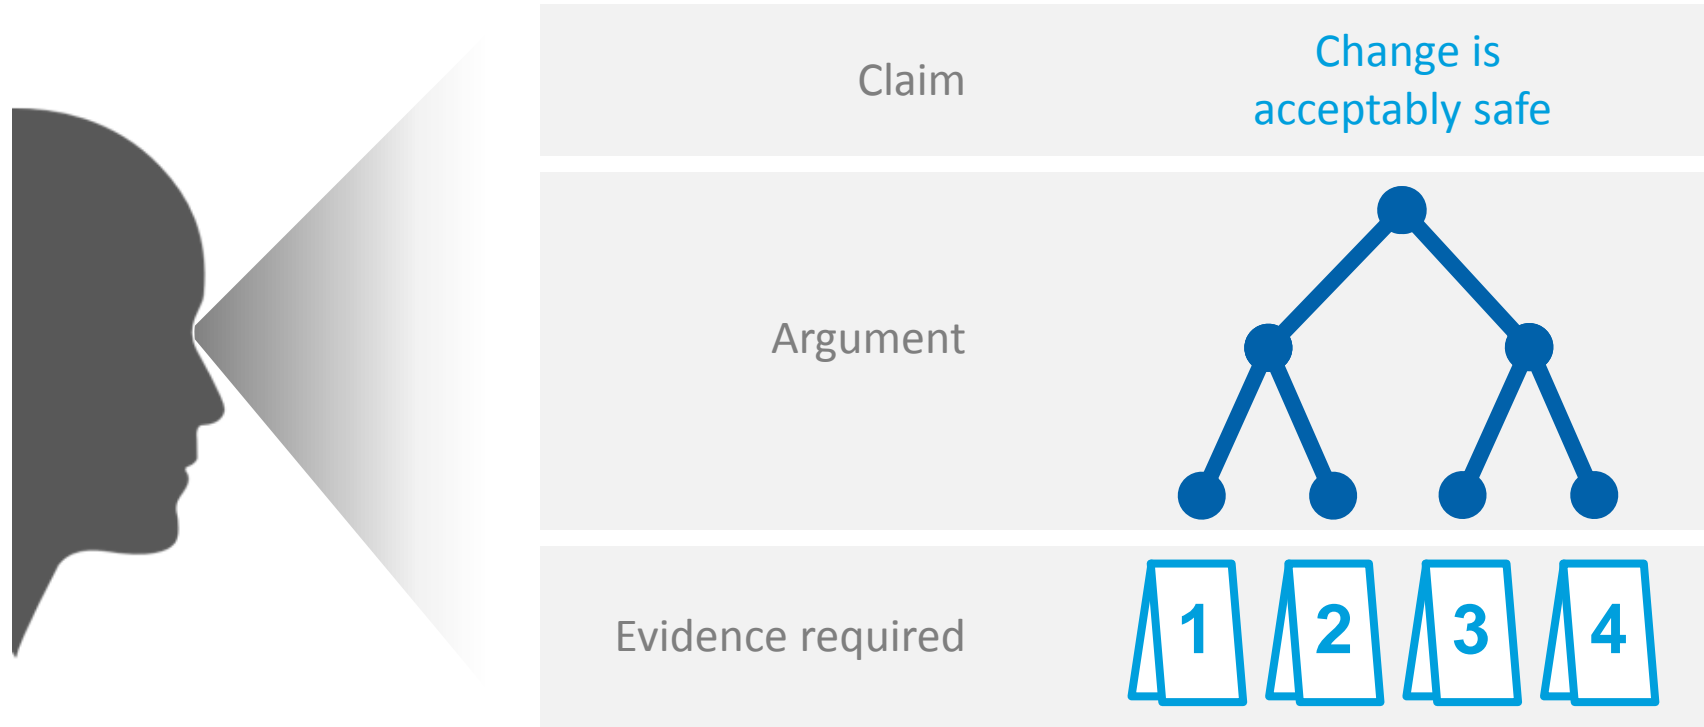 Claim
Change is
acceptably safe
Argument
Evidence required
1 2 3 4